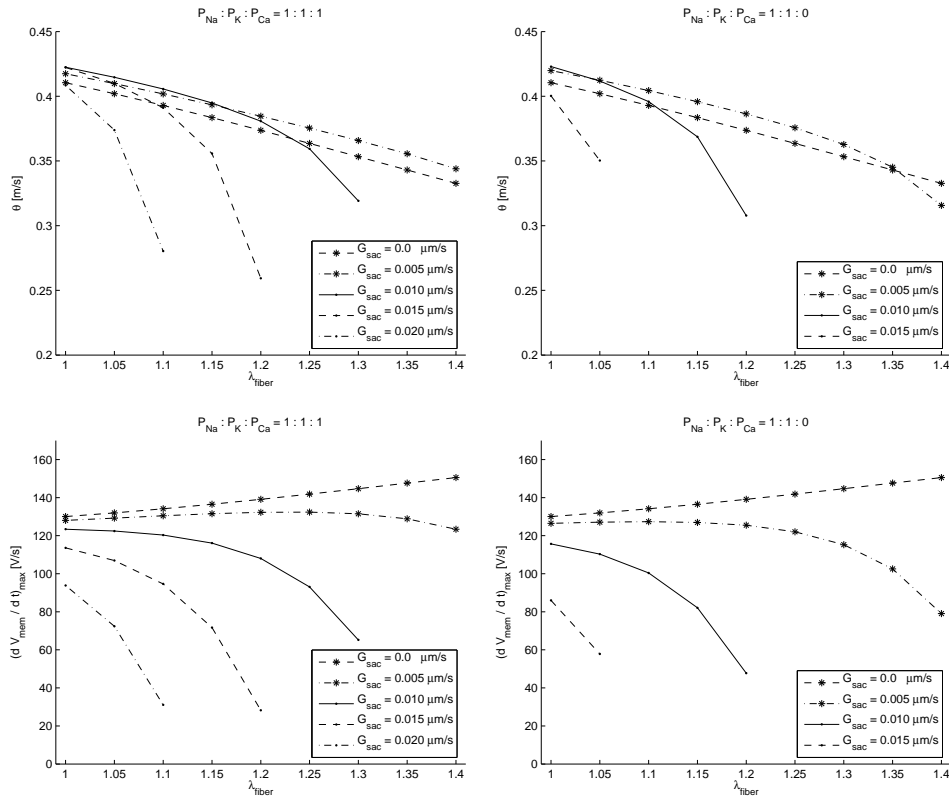 P_Na : P_K : P_Ca = 1 : 1 : 1
0.45
0.4
0.35
0.3
0.25
0.2
θ [m/s]
1 1.05 1.1 1.15 1.2 1.25 1.3 1.35 1.4
λ_fiber
G_sac = 0.0 μm/s
G_sac = 0.005 μm/s
G_sac = 0.010 μm/s
G_sac = 0.015 μm/s
G_sac = 0.020 μm/s
P_Na : P_K : P_Ca = 1 : 1 : 0
0.45
0.4
0.35
0.3
0.25
0.2
θ [m/s]
1 1.05 1.1 1.15 1.2 1.25 1.3 1.35 1.4
λ_fiber
G_sac = 0.0 μm/s
G_sac = 0.005 μm/s
G_sac = 0.010 μm/s
G_sac = 0.015 μm/s
P_Na : P_K : P_Ca = 1 : 1 : 1
160
140
120
100
80
60
40
20
0
(d V_mem / d t)_max [V/s]
1 1.05 1.1 1.15 1.2 1.25 1.3 1.35 1.4
λ_fiber
G_sac = 0.0 μm/s
G_sac = 0.005 μm/s
G_sac = 0.010 μm/s
G_sac = 0.015 μm/s
G_sac = 0.020 μm/s
P_Na : P_K : P_Ca = 1 : 1 : 0
160
140
120
100
80
60
40
20
0
(d V_mem / d t)_max [V/s]
1 1.05 1.1 1.15 1.2 1.25 1.3 1.35 1.4
λ_fiber
G_sac = 0.0 μm/s
G_sac = 0.005 μm/s
G_sac = 0.010 μm/s
G_sac = 0.015 μm/s